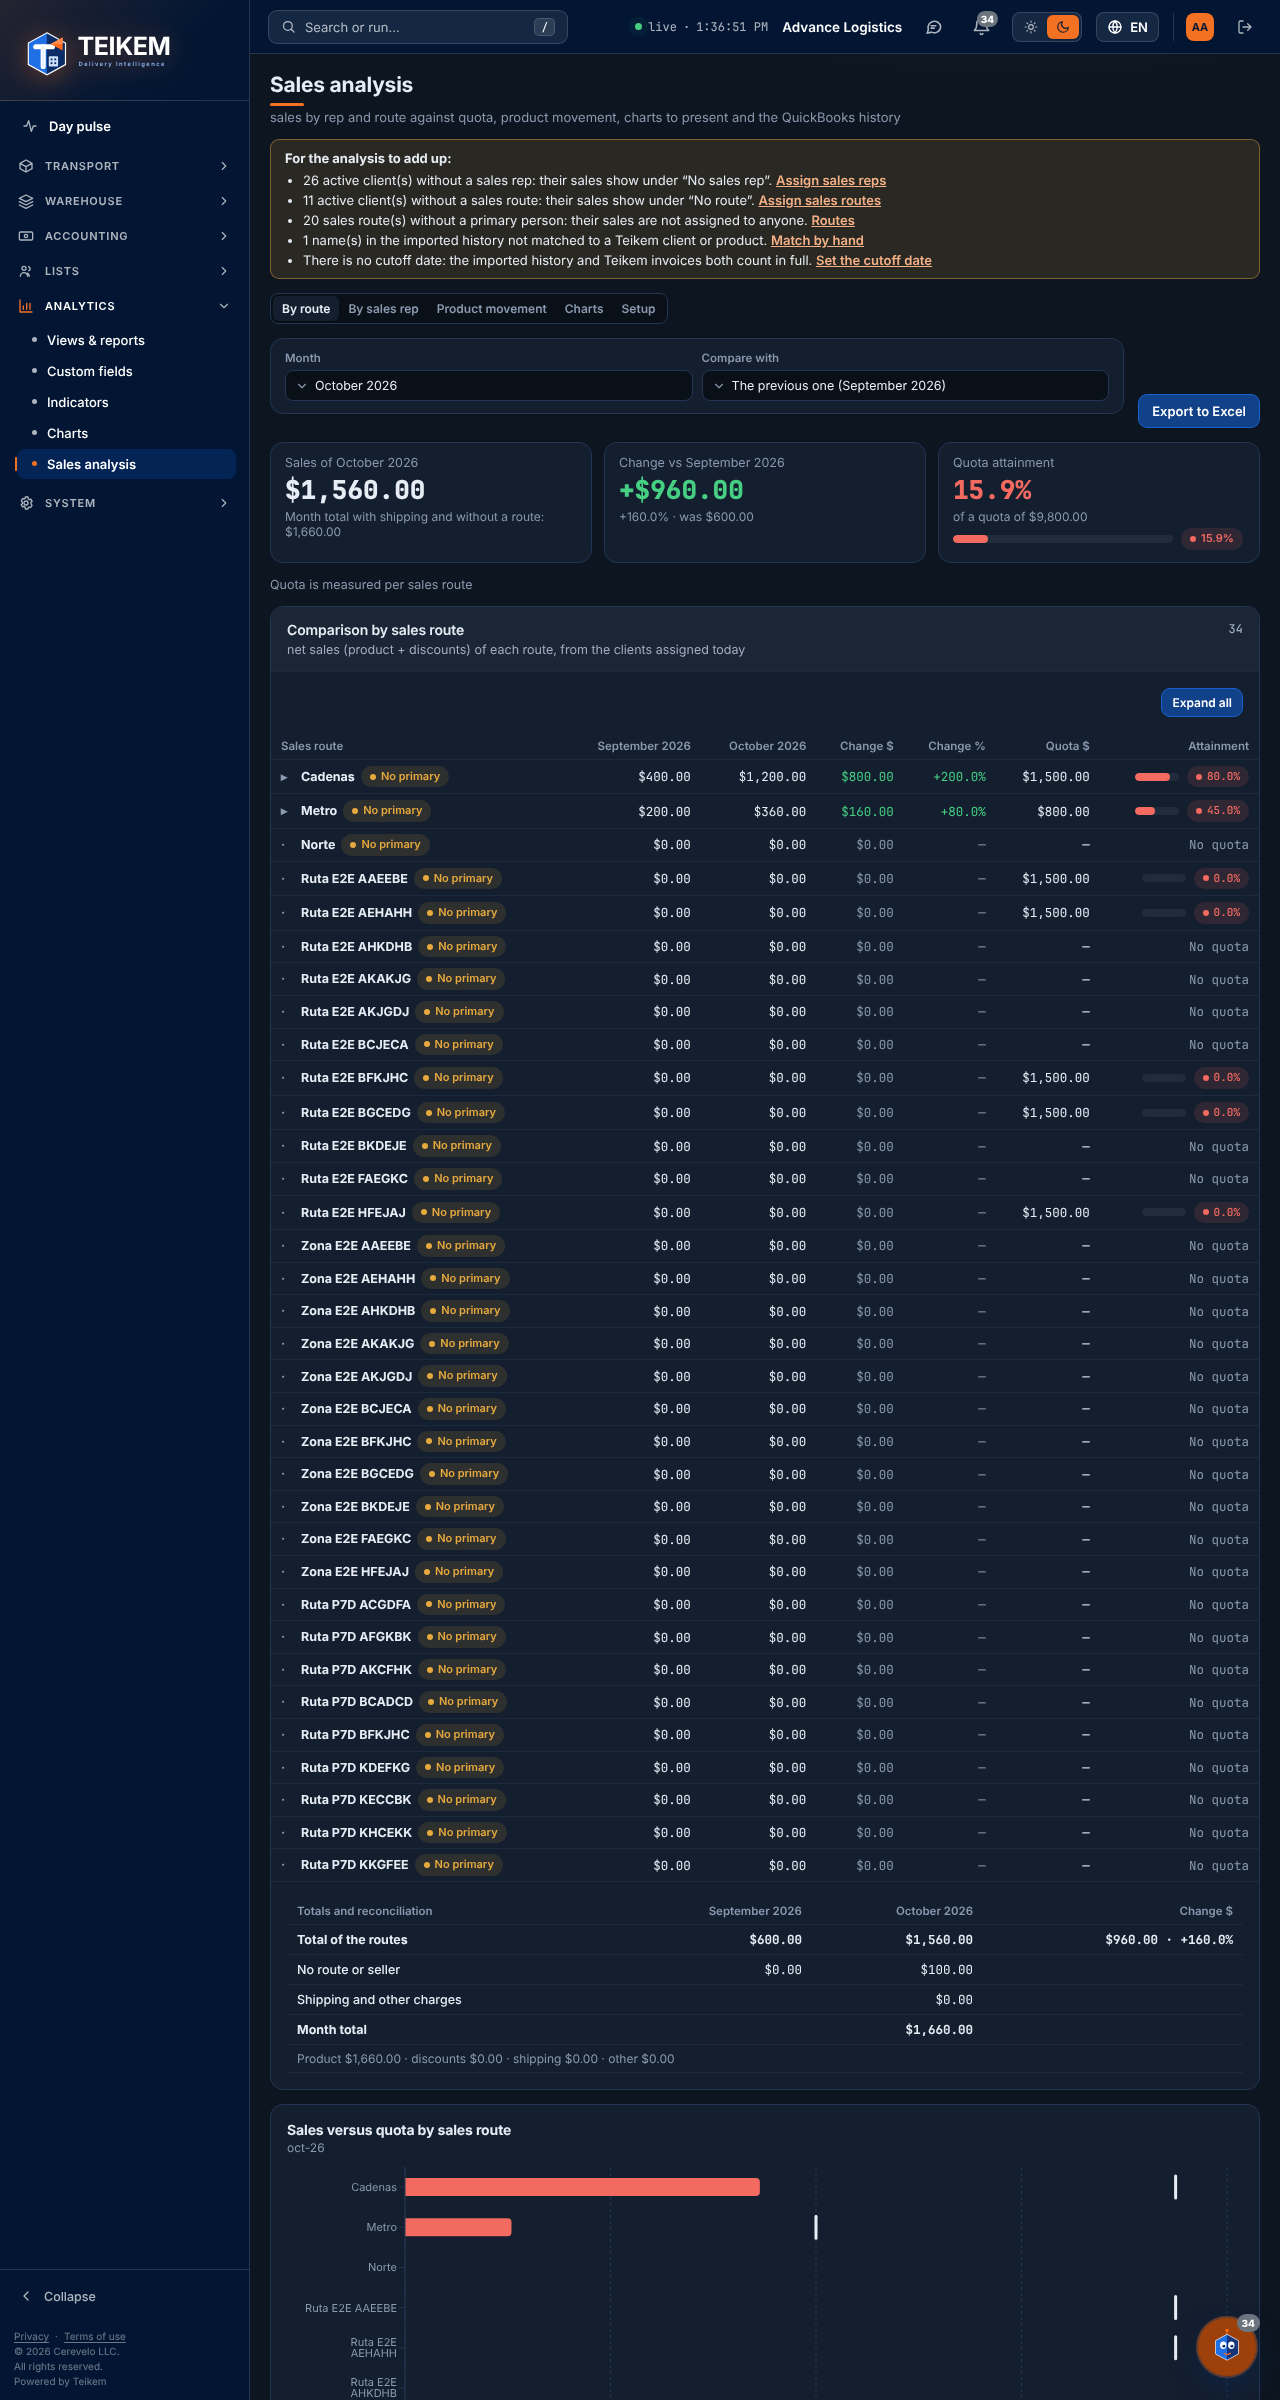 TEIKEM
Delivery Intelligence
Search or run...
/
live · 1:36:51 PM
Advance Logistics
34
EN
AA
Day pulse
TRANSPORT
WAREHOUSE
ACCOUNTING
LISTS
ANALYTICS
Views & reports
Custom fields
Indicators
Charts
Sales analysis
SYSTEM
Sales analysis
sales by rep and route against quota, product movement, charts to present and the QuickBooks history
For the analysis to add up:
• 26 active client(s) without a sales rep: their sales show under “No sales rep”. Assign sales reps
• 11 active client(s) without a sales route: their sales show under “No route”. Assign sales routes
• 20 sales route(s) without a primary person: their sales are not assigned to anyone. Routes
• 1 name(s) in the imported history not matched to a Teikem client or product. Match by hand
• There is no cutoff date: the imported history and Teikem invoices both count in full. Set the cutoff date
By route By sales rep Product movement Charts Setup
Month
October 2026
Compare with
The previous one (September 2026)
Export to Excel
Sales of October 2026
$1,560.00
Month total with shipping and without a route:
$1,660.00
Change vs September 2026
+$960.00
+160.0% · was $600.00
Quota attainment
15.9%
of a quota of $9,800.00
15.9%
Quota is measured per sales route
Comparison by sales route
34
net sales (product + discounts) of each route, from the clients assigned today
Expand all
Sales route September 2026 October 2026 Change $ Change % Quota $ Attainment
Cadenas No primary $400.00 $1,200.00 $800.00 +200.0% $1,500.00 80.0%
Metro No primary $200.00 $360.00 $160.00 +80.0% $800.00 45.0%
· Norte No primary $0.00 $0.00 $0.00 — — No quota
· Ruta E2E AAEEBE No primary $0.00 $0.00 $0.00 — $1,500.00 0.0%
· Ruta E2E AEHAHH No primary $0.00 $0.00 $0.00 — $1,500.00 0.0%
· Ruta E2E AHKDHB No primary $0.00 $0.00 $0.00 — — No quota
· Ruta E2E AKAKJG No primary $0.00 $0.00 $0.00 — — No quota
· Ruta E2E AKJGDJ No primary $0.00 $0.00 $0.00 — — No quota
· Ruta E2E BCJECA No primary $0.00 $0.00 $0.00 — — No quota
· Ruta E2E BFKJHC No primary $0.00 $0.00 $0.00 — $1,500.00 0.0%
· Ruta E2E BGCEDG No primary $0.00 $0.00 $0.00 — $1,500.00 0.0%
· Ruta E2E BKDEJE No primary $0.00 $0.00 $0.00 — — No quota
· Ruta E2E FAEGKC No primary $0.00 $0.00 $0.00 — — No quota
· Ruta E2E HFEJAJ No primary $0.00 $0.00 $0.00 — $1,500.00 0.0%
· Zona E2E AAEEBE No primary $0.00 $0.00 $0.00 — — No quota
· Zona E2E AEHAHH No primary $0.00 $0.00 $0.00 — — No quota
· Zona E2E AHKDHB No primary $0.00 $0.00 $0.00 — — No quota
· Zona E2E AKAKJG No primary $0.00 $0.00 $0.00 — — No quota
· Zona E2E AKJGDJ No primary $0.00 $0.00 $0.00 — — No quota
· Zona E2E BCJECA No primary $0.00 $0.00 $0.00 — — No quota
· Zona E2E BFKJHC No primary $0.00 $0.00 $0.00 — — No quota
· Zona E2E BGCEDG No primary $0.00 $0.00 $0.00 — — No quota
· Zona E2E BKDEJE No primary $0.00 $0.00 $0.00 — — No quota
· Zona E2E FAEGKC No primary $0.00 $0.00 $0.00 — — No quota
· Zona E2E HFEJAJ No primary $0.00 $0.00 $0.00 — — No quota
· Ruta P7D ACGDFA No primary $0.00 $0.00 $0.00 — — No quota
· Ruta P7D AFGKBK No primary $0.00 $0.00 $0.00 — — No quota
· Ruta P7D AKCFHK No primary $0.00 $0.00 $0.00 — — No quota
· Ruta P7D BCADCD No primary $0.00 $0.00 $0.00 — — No quota
· Ruta P7D BFKJHC No primary $0.00 $0.00 $0.00 — — No quota
· Ruta P7D KDEFKG No primary $0.00 $0.00 $0.00 — — No quota
· Ruta P7D KECCBK No primary $0.00 $0.00 $0.00 — — No quota
· Ruta P7D KHCEKK No primary $0.00 $0.00 $0.00 — — No quota
· Ruta P7D KKGFEE No primary $0.00 $0.00 $0.00 — — No quota
Totals and reconciliation September 2026 October 2026 Change $
Total of the routes $600.00 $1,560.00 $960.00 · +160.0%
No route or seller $0.00 $100.00
Shipping and other charges $0.00
Month total $1,660.00
Product $1,660.00 · discounts $0.00 · shipping $0.00 · other $0.00
Sales versus quota by sales route
oct-26
Cadenas
Metro
Norte
Ruta E2E AAEEBE
Ruta E2E
AEHAHH
Ruta E2E
AHKDHB
34
Collapse
Privacy · Terms of use
© 2026 Cerevelo LLC.
All rights reserved.
Powered by Teikem